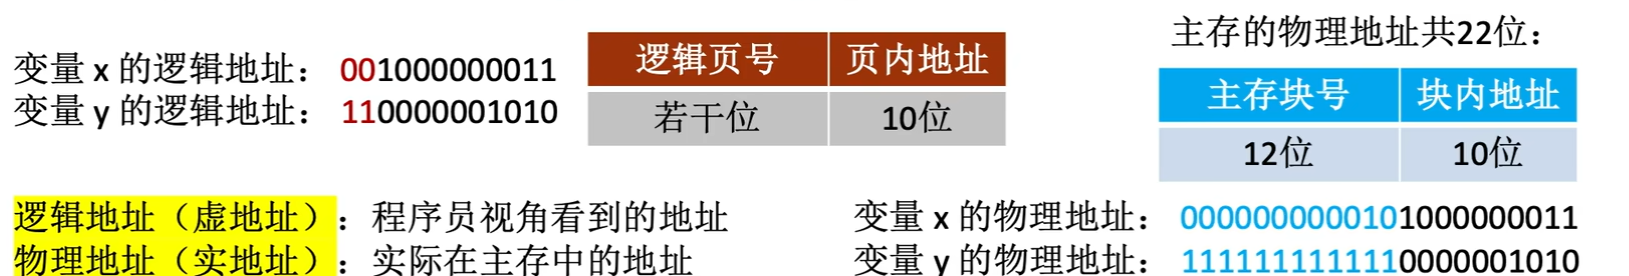 主存的物理地址共22位：
变量 x 的逻辑地址： 001000000011
变量 y 的逻辑地址： 110000001010
逻辑页号 页内地址
若干位 10位
主存块号 块内地址
12位 10位
逻辑地址（虚地址）：程序员视角看到的地址
物理地址（实地址）：实际在主存中的地址
变量 x 的物理地址： 0000000000101000000011
变量 y 的物理地址： 1111111111110000001010